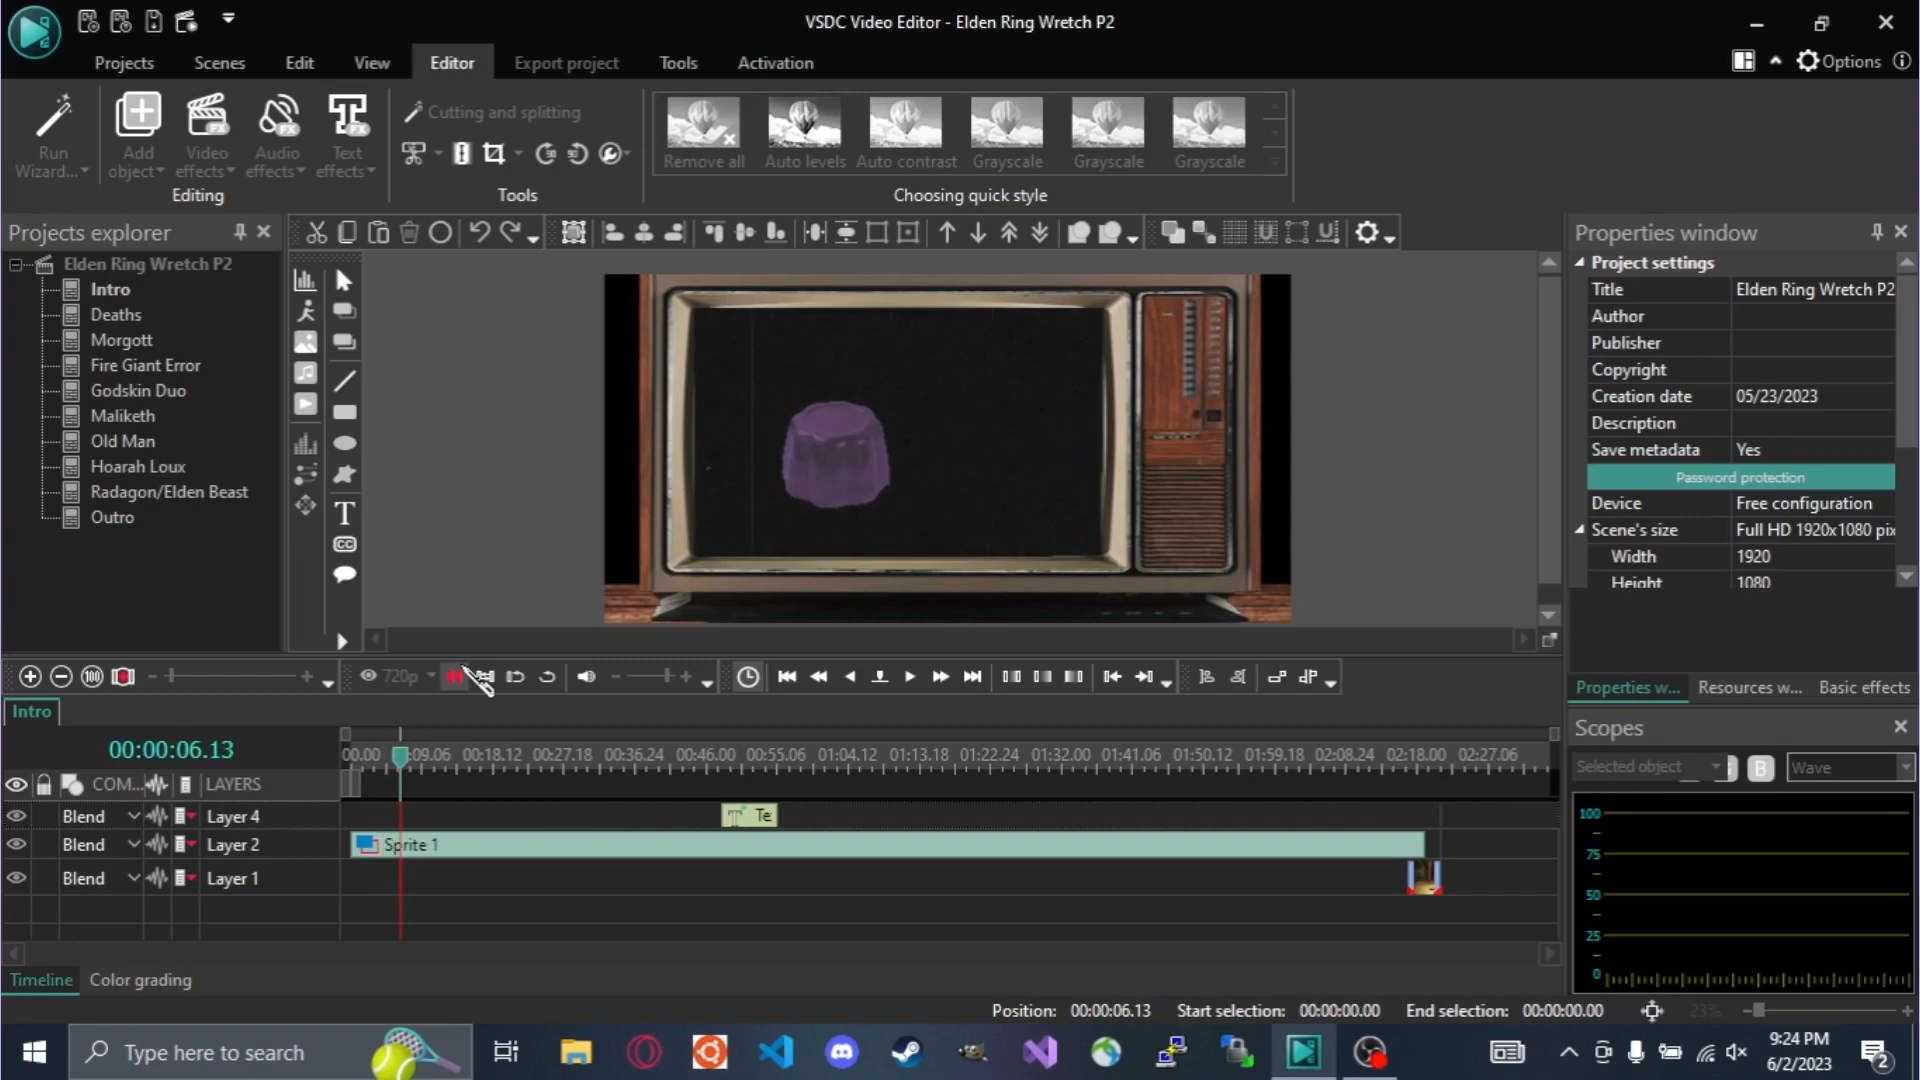 VSDC Video Editor - Elden Ring Wretch P2
Projects Scenes Edit View Editor Export project Tools Activation Options
Run Wizard...
Add object
Video effects
Audio effects
Text effects
Editing
Cutting and splitting
Tools
Remove all Auto levels Auto contrast Grayscale Grayscale Grayscale
Choosing quick style
Projects explorer
Elden Ring Wretch P2
Intro
Deaths
Morgott
Fire Giant Error
Godskin Duo
Maliketh
Old Man
Hoarah Loux
Radagon/Elden Beast
Outro
Properties window
Project settings
Title Elden Ring Wretch P2
Author
Publisher
Copyright
Creation date 05/23/2023
Description
Save metadata Yes
Password protection
Device Free configuration
Scene's size Full HD 1920x1080 pix
Width 1920
Height 1080
720p
Properties w... Resources w... Basic effects
Intro
00:00:06.13
00.00 :09.06 00:18.12 00:27.18 00:36.24 00:46.00 00:55.06 01:04.12 01:13.18 01:22.24 01:32.00 01:41.06 01:50.12 01:59.18 02:08.24 02:18.00 02:27.06
COM... LAYERS
Blend Layer 4 Te
Blend Layer 2 Sprite 1
Blend Layer 1
Scopes
Selected object B Wave
100
75
50
25
0
Timeline Color grading
Position: 00:00:06.13 Start selection: 00:00:00.00 End selection: 00:00:00.00 23%
Type here to search
9:24 PM
6/2/2023
2